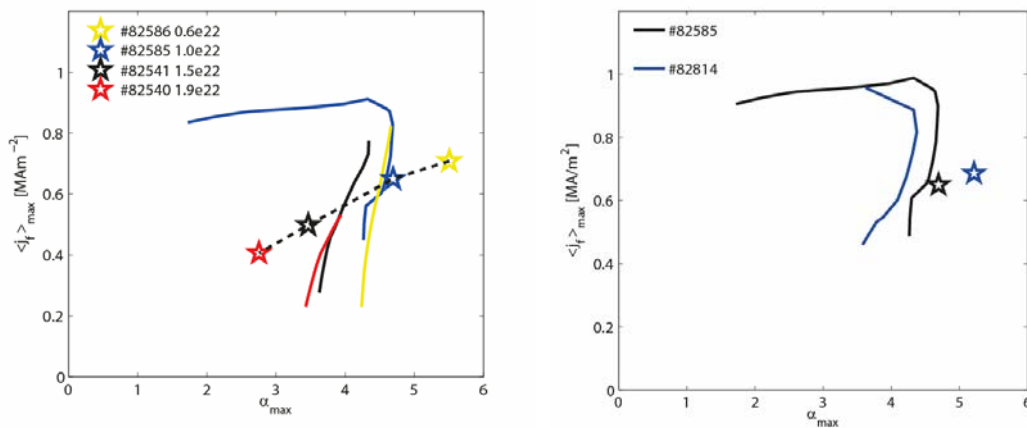 #82586 0.6e22
#82585 1.0e22
#82541 1.5e22
#82540 1.9e22
1
0.8
0.6
0.4
0.2
0
<j_f>_max [MAm⁻²]
0 1 2 3 4 5 6
α_max
#82585
#82814
1
0.8
0.6
0.4
0.2
0
<j_f>_max [MA/m²]
0 1 2 3 4 5 6
α_max